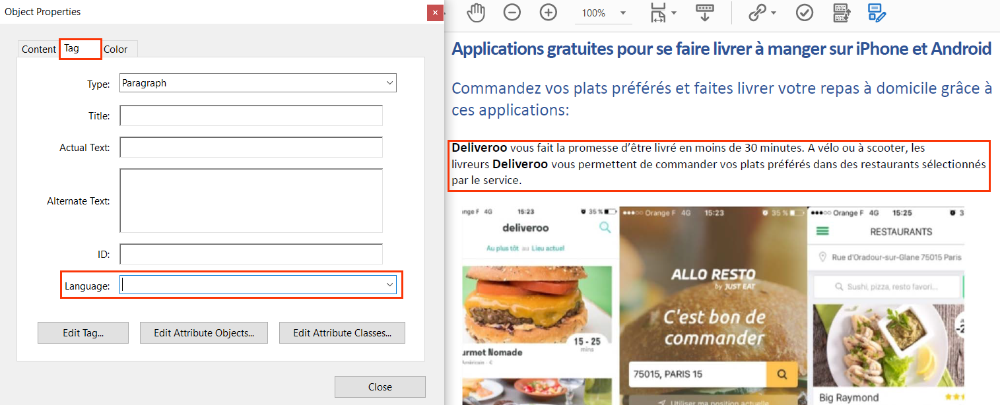 Object Properties
Content
Tag
Color
Type:
Paragraph
Title:
Actual Text:
Alternate Text:
ID:
Language:
Edit Tag...
Edit Attribute Objects...
Edit Attribute Classes...
Close
100%
Applications gratuites pour se faire livrer à manger sur iPhone et Android
Commandez vos plats préférés et faites livrer votre repas à domicile grâce à
ces applications:
Deliveroo vous fait la promesse d’être livré en moins de 30 minutes. A vélo ou à scooter, les
livreurs Deliveroo vous permettent de commander vos plats préférés dans des restaurants sélectionnés
par le service.
nge F 4G 15:23 35 %
deliveroo
Au plus tôt au Lieu actuel
15 - 25
mins
urmet Nomade
Américain · €
Orange F 4G 15:23 35 %
ALLO RESTO
by JUST EAT
C'est bon de
commander
75015, PARIS 15
Utiliser ma position actuelle
Orange F 4G 15:25 3
RESTAURANTS
Rue d'Oradour-sur-Glane 75015 Paris
Sushi, pizza, resto favori...
-2
Big Raymond